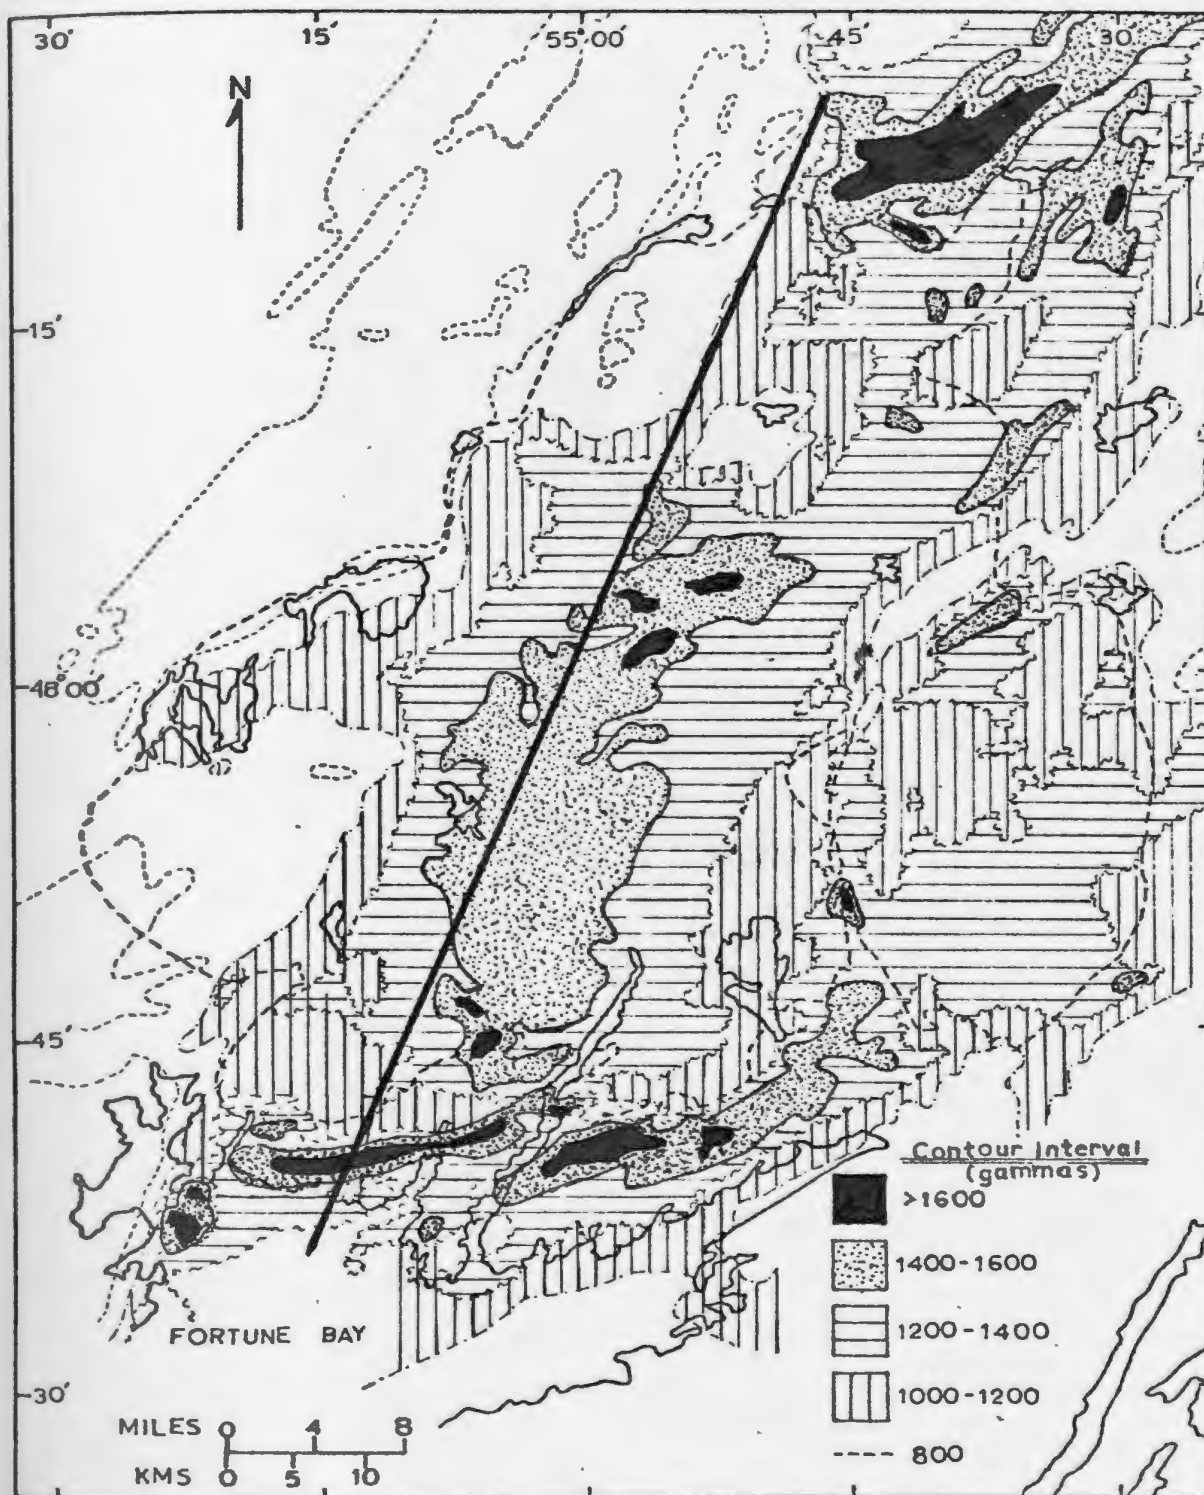 30'
15'
55°00'
45'
30'
N
15'
48°00'
45'
30'
FORTUNE BAY
MILES 0 4 8
KMS 0 5 10
Contour Interval
(gammas)
>1600
1400-1600
1200-1400
1000-1200
---- 800